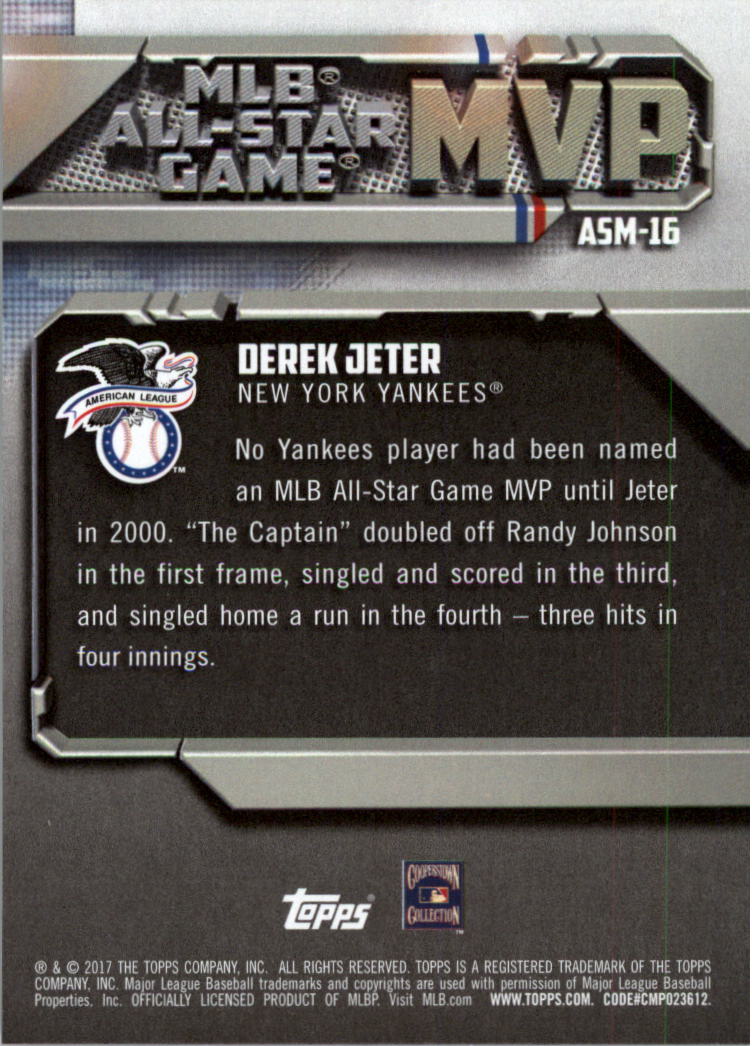 MLB®
ALL-STAR
GAME®
MVP
ASM-16
AMERICAN LEAGUE
TM
DEREK JETER
NEW YORK YANKEES®
No Yankees player had been named
an MLB All-Star Game MVP until Jeter
in 2000. “The Captain” doubled off Randy Johnson
in the first frame, singled and scored in the third,
and singled home a run in the fourth – three hits in
four innings.
Topps®
COOPERSTOWN
COLLECTION
TM
® & © 2017 THE TOPPS COMPANY, INC. ALL RIGHTS RESERVED. TOPPS IS A REGISTERED TRADEMARK OF THE TOPPS
COMPANY, INC. Major League Baseball trademarks and copyrights are used with permission of Major League Baseball
Properties, Inc. OFFICIALLY LICENSED PRODUCT OF MLBP. Visit MLB.com WWW.TOPPS.COM. CODE#CMP023612.